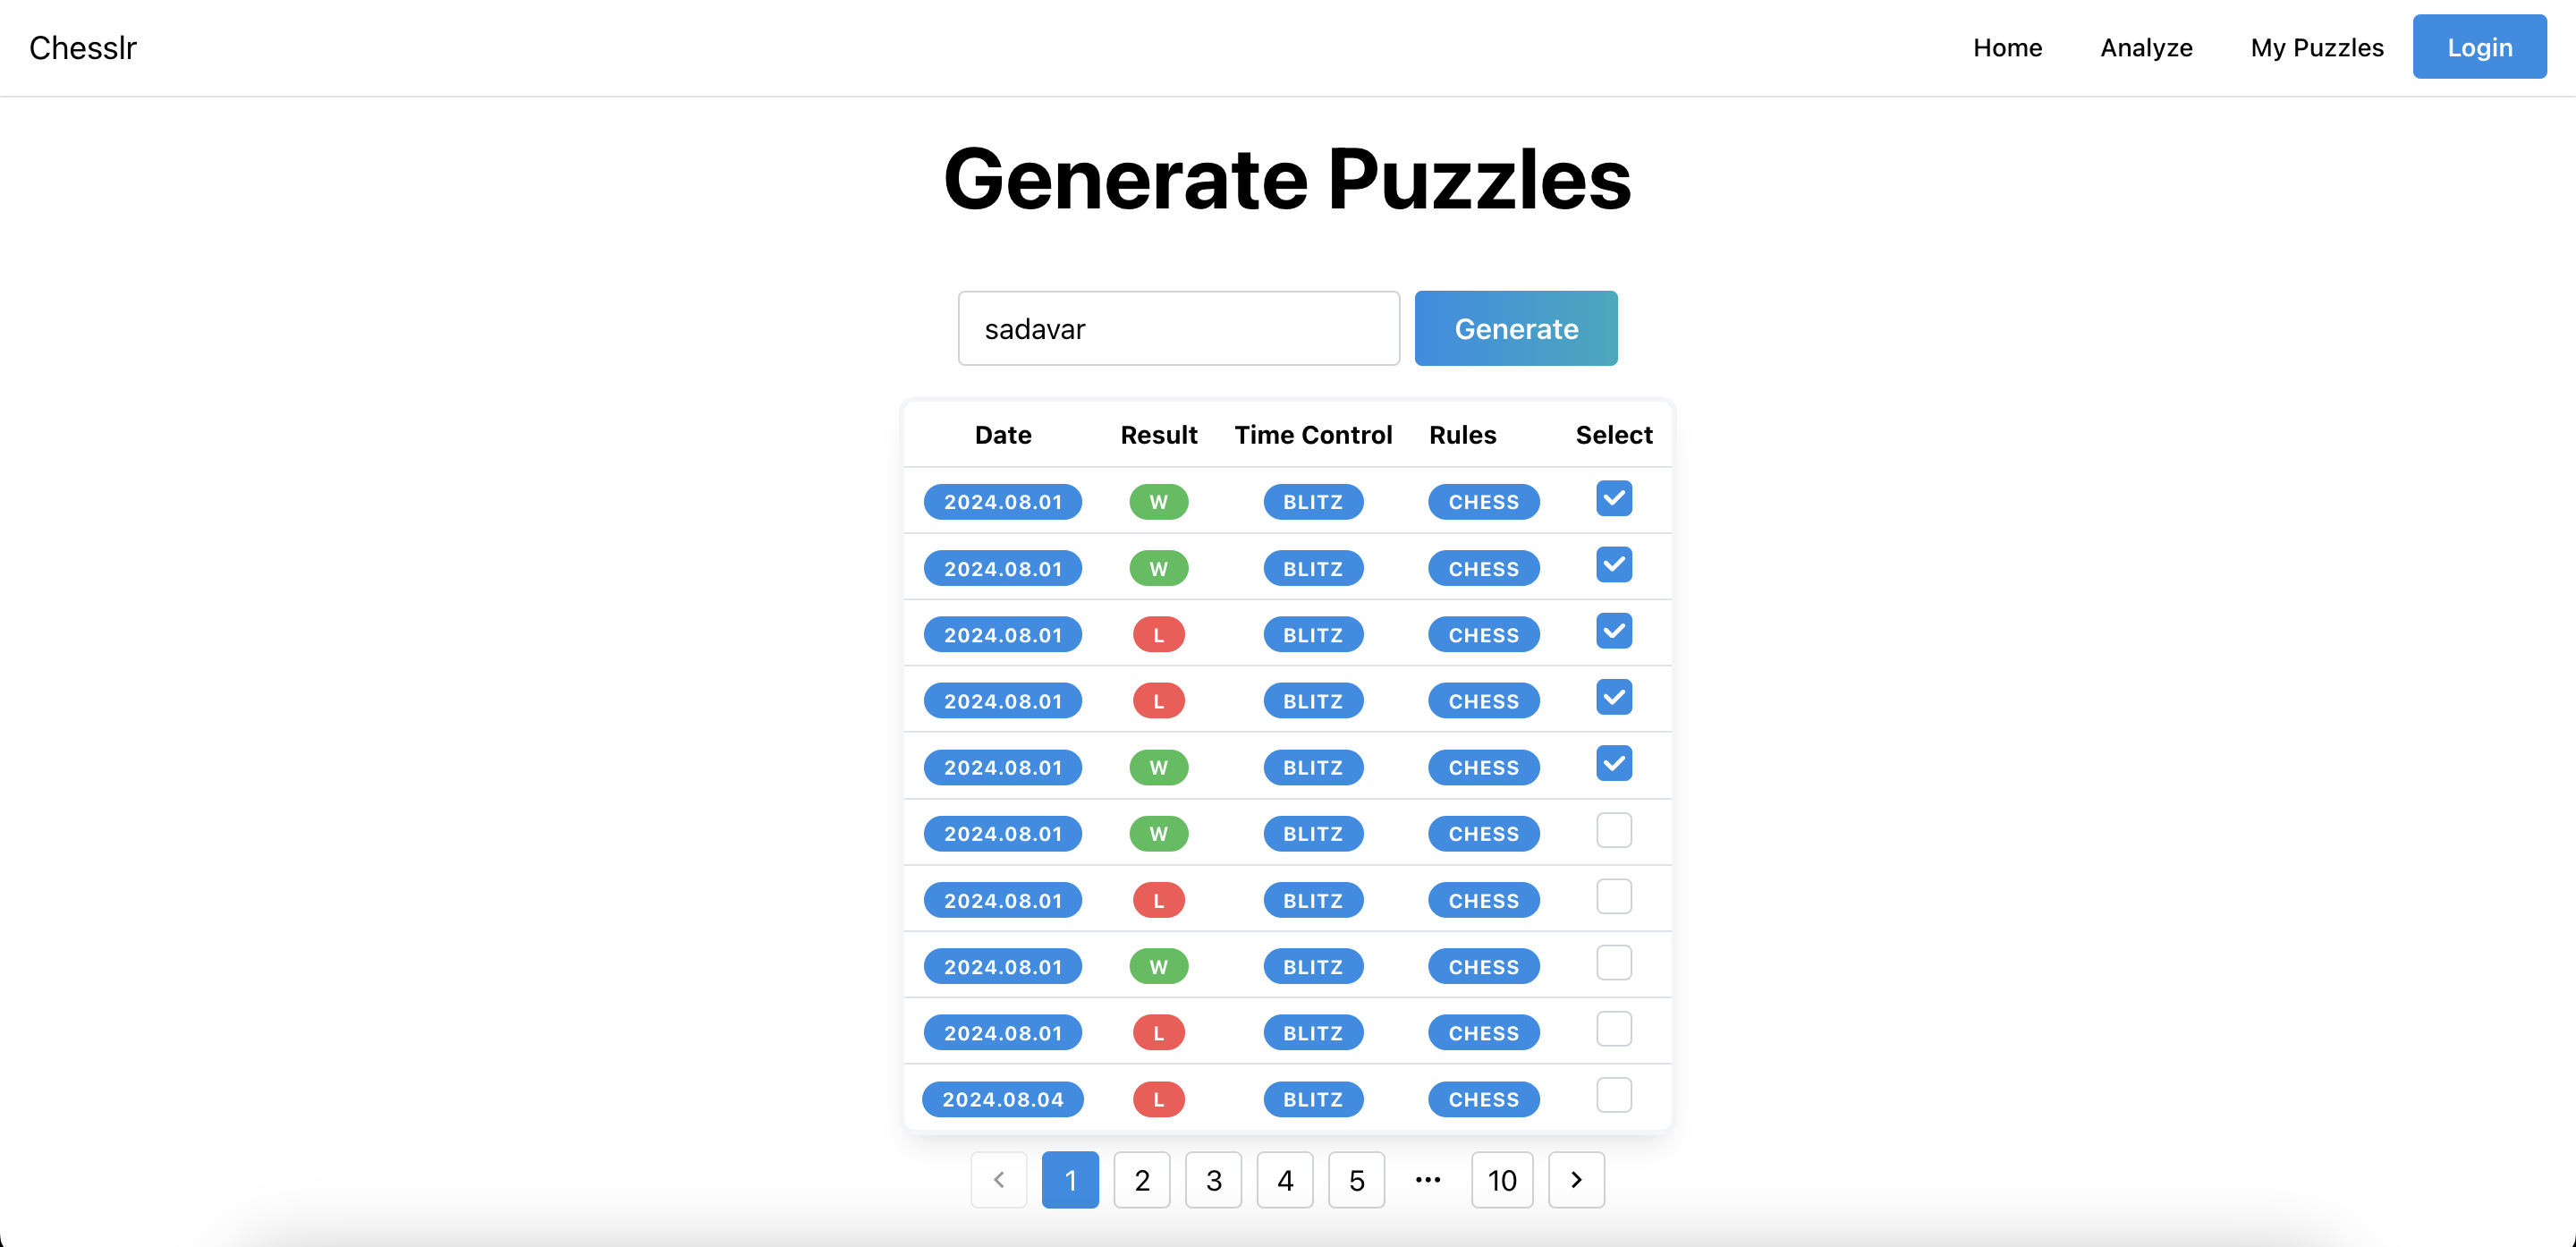 Chesslr Home Analyze My Puzzles Login
Generate Puzzles
sadavar Generate
Date Result Time Control Rules Select
2024.08.01 W BLITZ CHESS
2024.08.01 W BLITZ CHESS
2024.08.01 L BLITZ CHESS
2024.08.01 L BLITZ CHESS
2024.08.01 W BLITZ CHESS
2024.08.01 W BLITZ CHESS
2024.08.01 L BLITZ CHESS
2024.08.01 W BLITZ CHESS
2024.08.01 L BLITZ CHESS
2024.08.04 L BLITZ CHESS
1 2 3 4 5 ••• 10